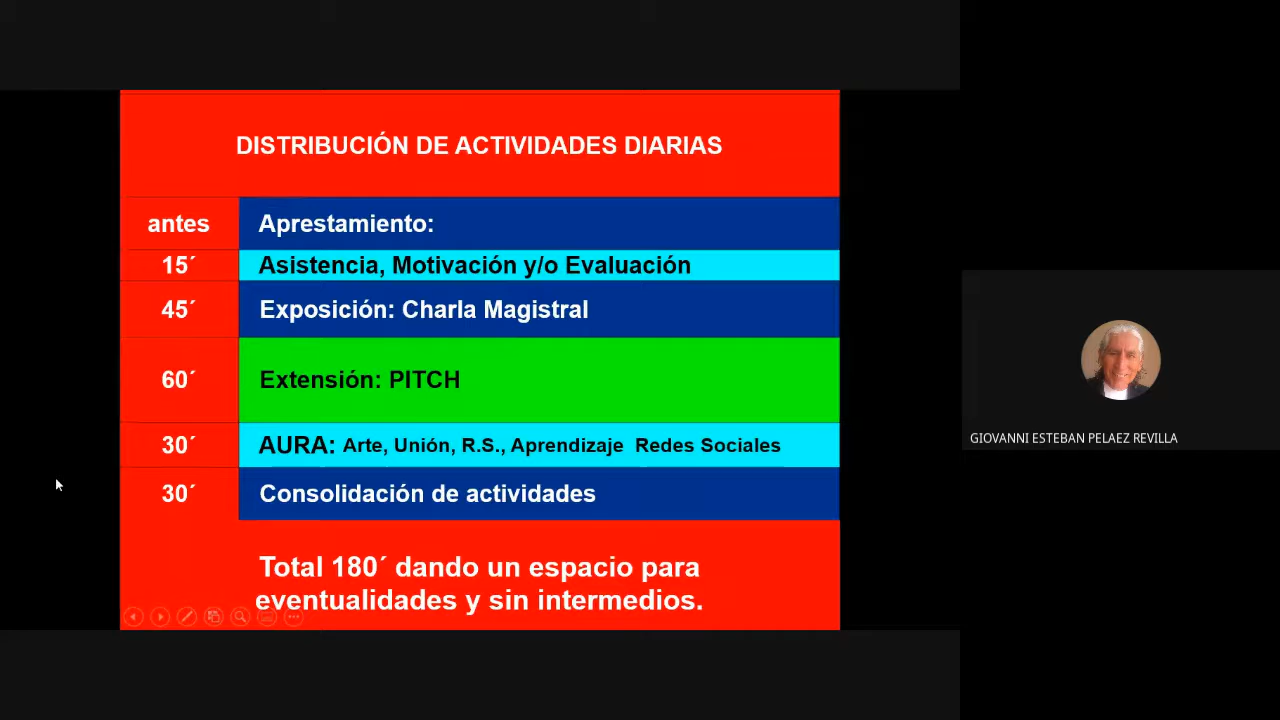 DISTRIBUCIÓN DE ACTIVIDADES DIARIAS
antes Aprestamiento:
15´ Asistencia, Motivación y/o Evaluación
45´ Exposición: Charla Magistral
60´ Extensión: PITCH
30´ AURA: Arte, Unión, R.S., Aprendizaje Redes Sociales
30´ Consolidación de actividades
Total 180´ dando un espacio para
eventualidades y sin intermedios.
GIOVANNI ESTEBAN PELAEZ REVILLA